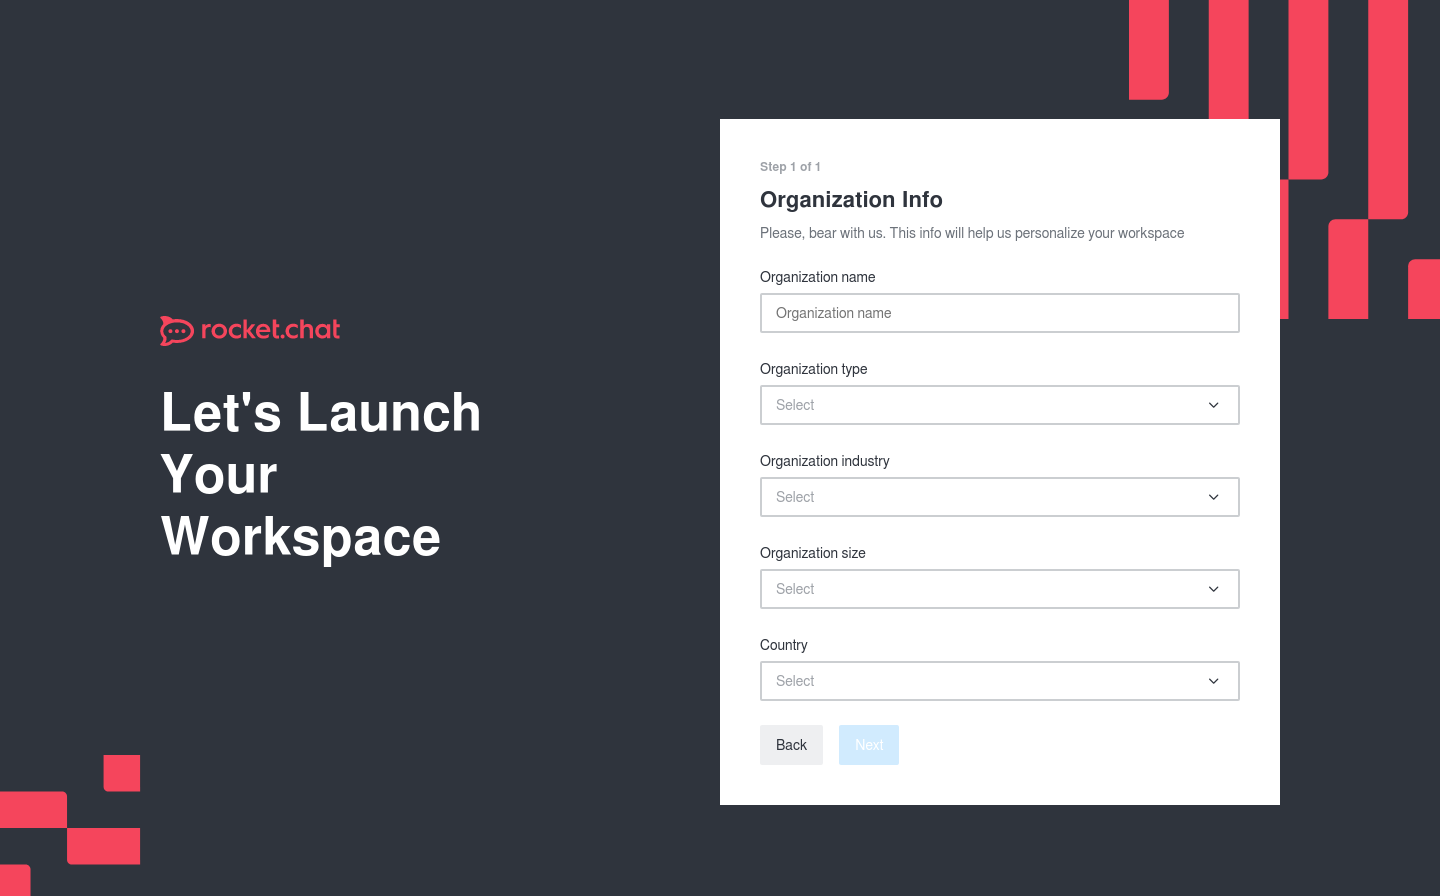 rocket.chat
Let's Launch
Your
Workspace
Step 1 of 1
Organization Info
Please, bear with us. This info will help us personalize your workspace
Organization name
Organization name
Organization type
Select
Organization industry
Select
Organization size
Select
Country
Select
Back
Next